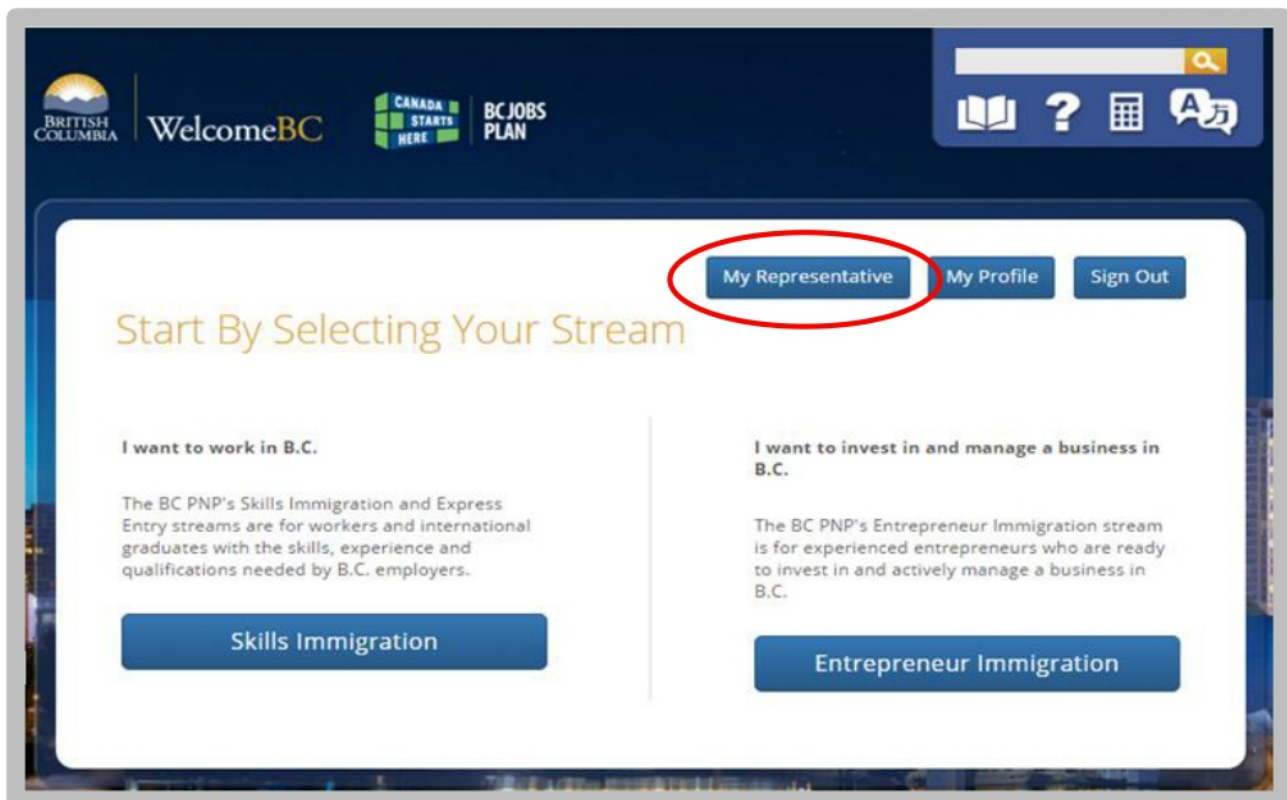 BRITISH
COLUMBIA
WelcomeBC
CANADA
STARTS
HERE
BC JOBS
PLAN
?
A
My Representative
My Profile
Sign Out
Start By Selecting Your Stream
I want to work in B.C.
The BC PNP's Skills Immigration and Express
Entry streams are for workers and international
graduates with the skills, experience and
qualifications needed by B.C. employers.
Skills Immigration
I want to invest in and manage a business in
B.C.
The BC PNP's Entrepreneur Immigration stream
is for experienced entrepreneurs who are ready
to invest in and actively manage a business in
B.C.
Entrepreneur Immigration